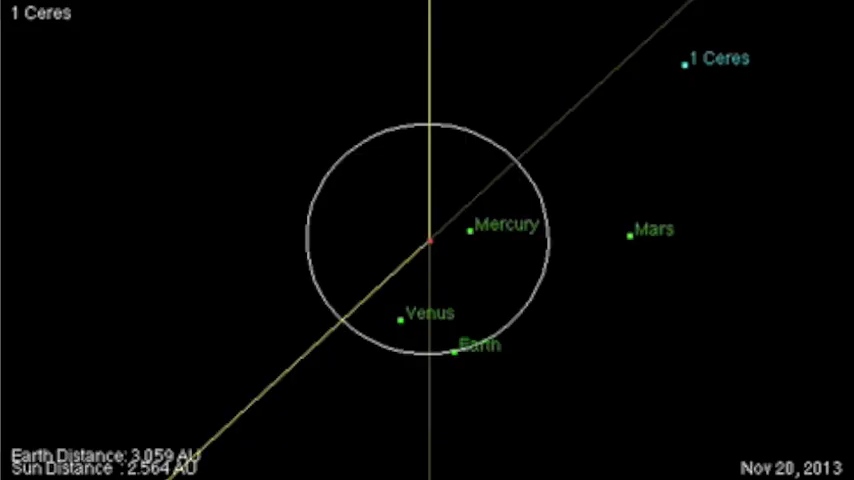 1 Ceres
1 Ceres
Mercury
Mars
Venus
Earth
Earth Distance: 3.059 AU
Sun Distance : 2.564 AU
Nov 20, 2013